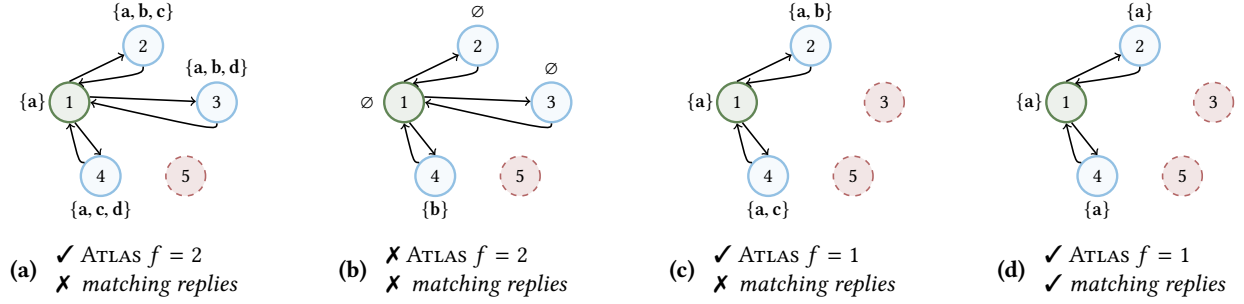 {a, b, c}
2
{a, b, d}
{a} 1
3
4
5
{a, c, d}
(a) ✓ ATLAS f = 2
✗ matching replies
∅
2
∅
∅ 1
3
4
5
{b}
(b) ✗ ATLAS f = 2
✗ matching replies
{a, b}
2
{a} 1
3
4
5
{a, c}
(c) ✓ ATLAS f = 1
✗ matching replies
{a}
2
{a} 1
3
4
5
{a}
(d) ✓ ATLAS f = 1
✓ matching replies